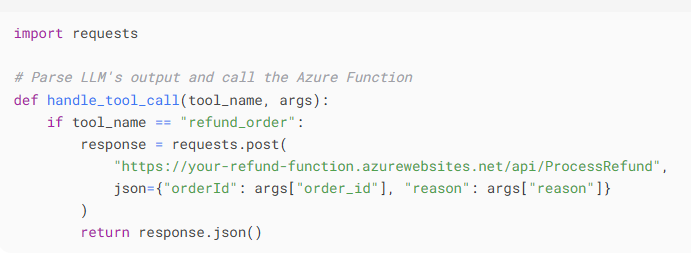 import requests

# Parse LLM's output and call the Azure Function
def handle_tool_call(tool_name, args):
    if tool_name == "refund_order":
        response = requests.post(
            "https://your-refund-function.azurewebsites.net/api/ProcessRefund",
            json={"orderId": args["order_id"], "reason": args["reason"]}
        )
        return response.json()